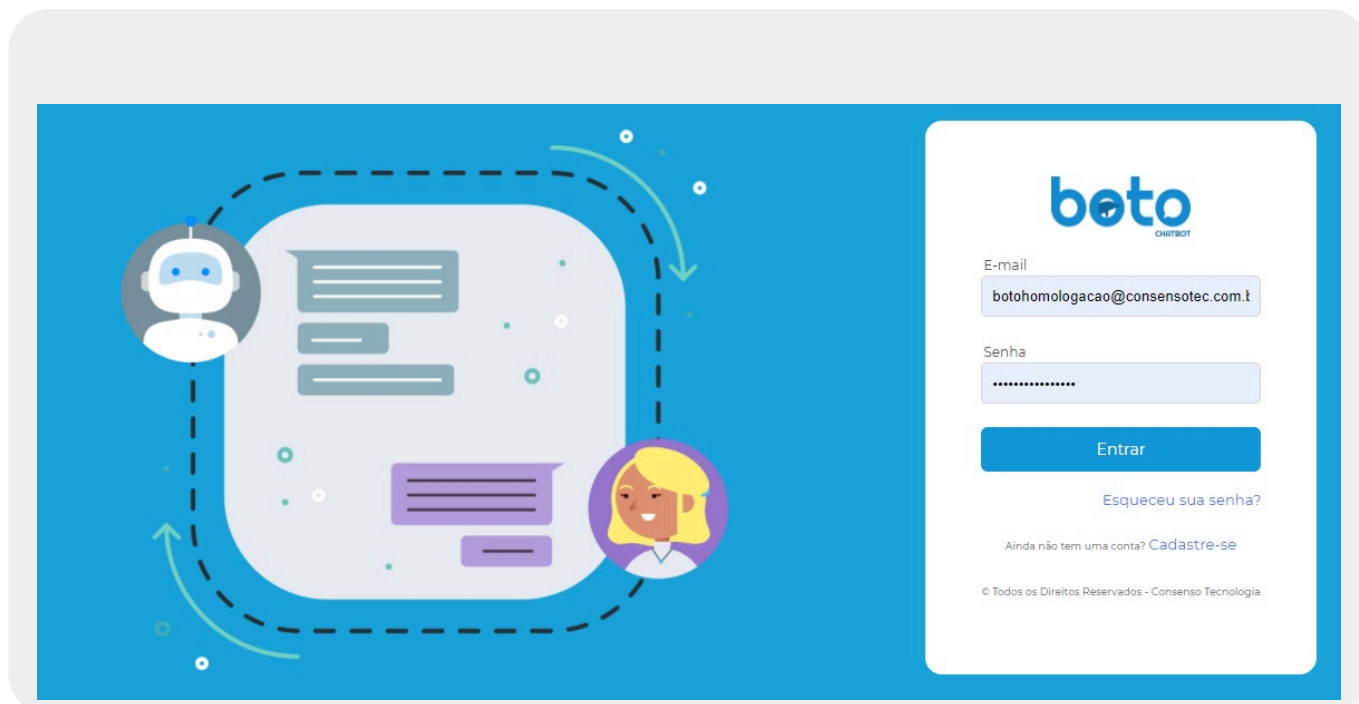 boto
CHATBOT
E-mail
botohomologacao@consensotec.com.b
Senha
Entrar
Esqueceu sua senha?
Ainda não tem uma conta? Cadastre-se
© Todos os Direitos Reservados - Consenso Tecnologia